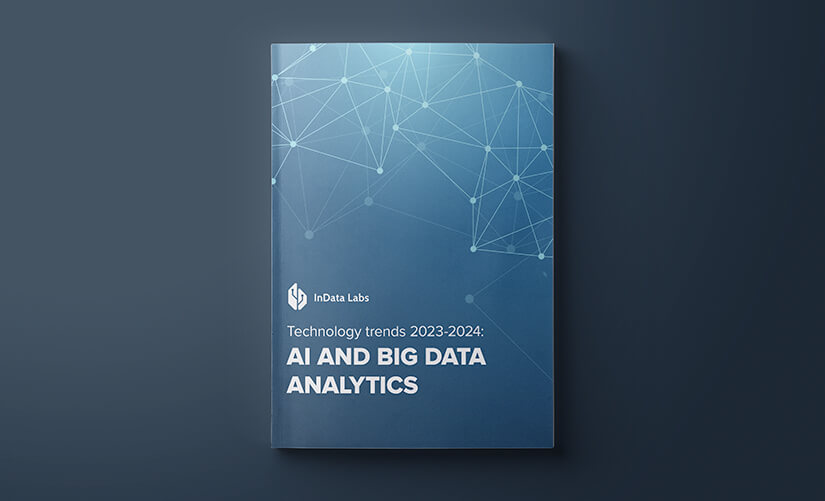 InData Labs
Technology trends 2023-2024:
AI AND BIG DATA
ANALYTICS